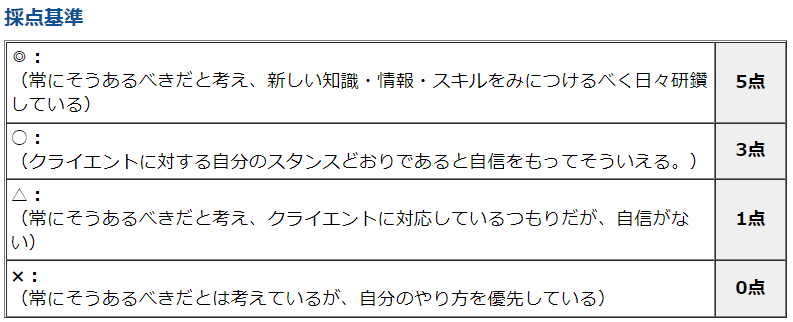 採点基準
◎：
（常にそうあるべきだと考え、新しい知識・情報・スキルをみにつけるべく日々研鑽
している）
5点
○：
（クライエントに対する自分のスタンスどおりであると自信をもってそういえる。）
3点
△：
（常にそうあるべきだと考え、クライエントに対応しているつもりだが、自信がな
い）
1点
×：
（常にそうあるべきだとは考えているが、自分のやり方を優先している）
0点